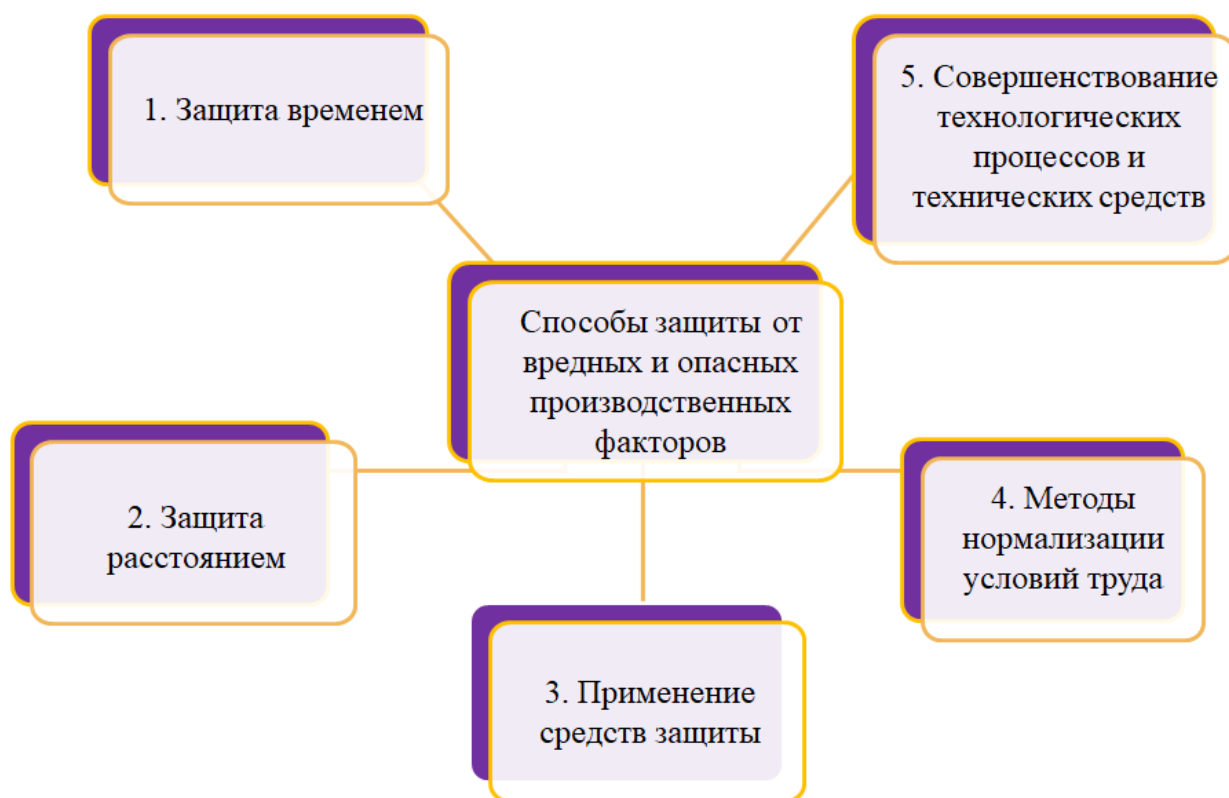 1. Защита временем
5. Совершенствование
технологических
процессов и
технических средств
Способы защиты от
вредных и опасных
производственных
факторов
2. Защита
расстоянием
4. Методы
нормализации
условий труда
3. Применение
средств защиты